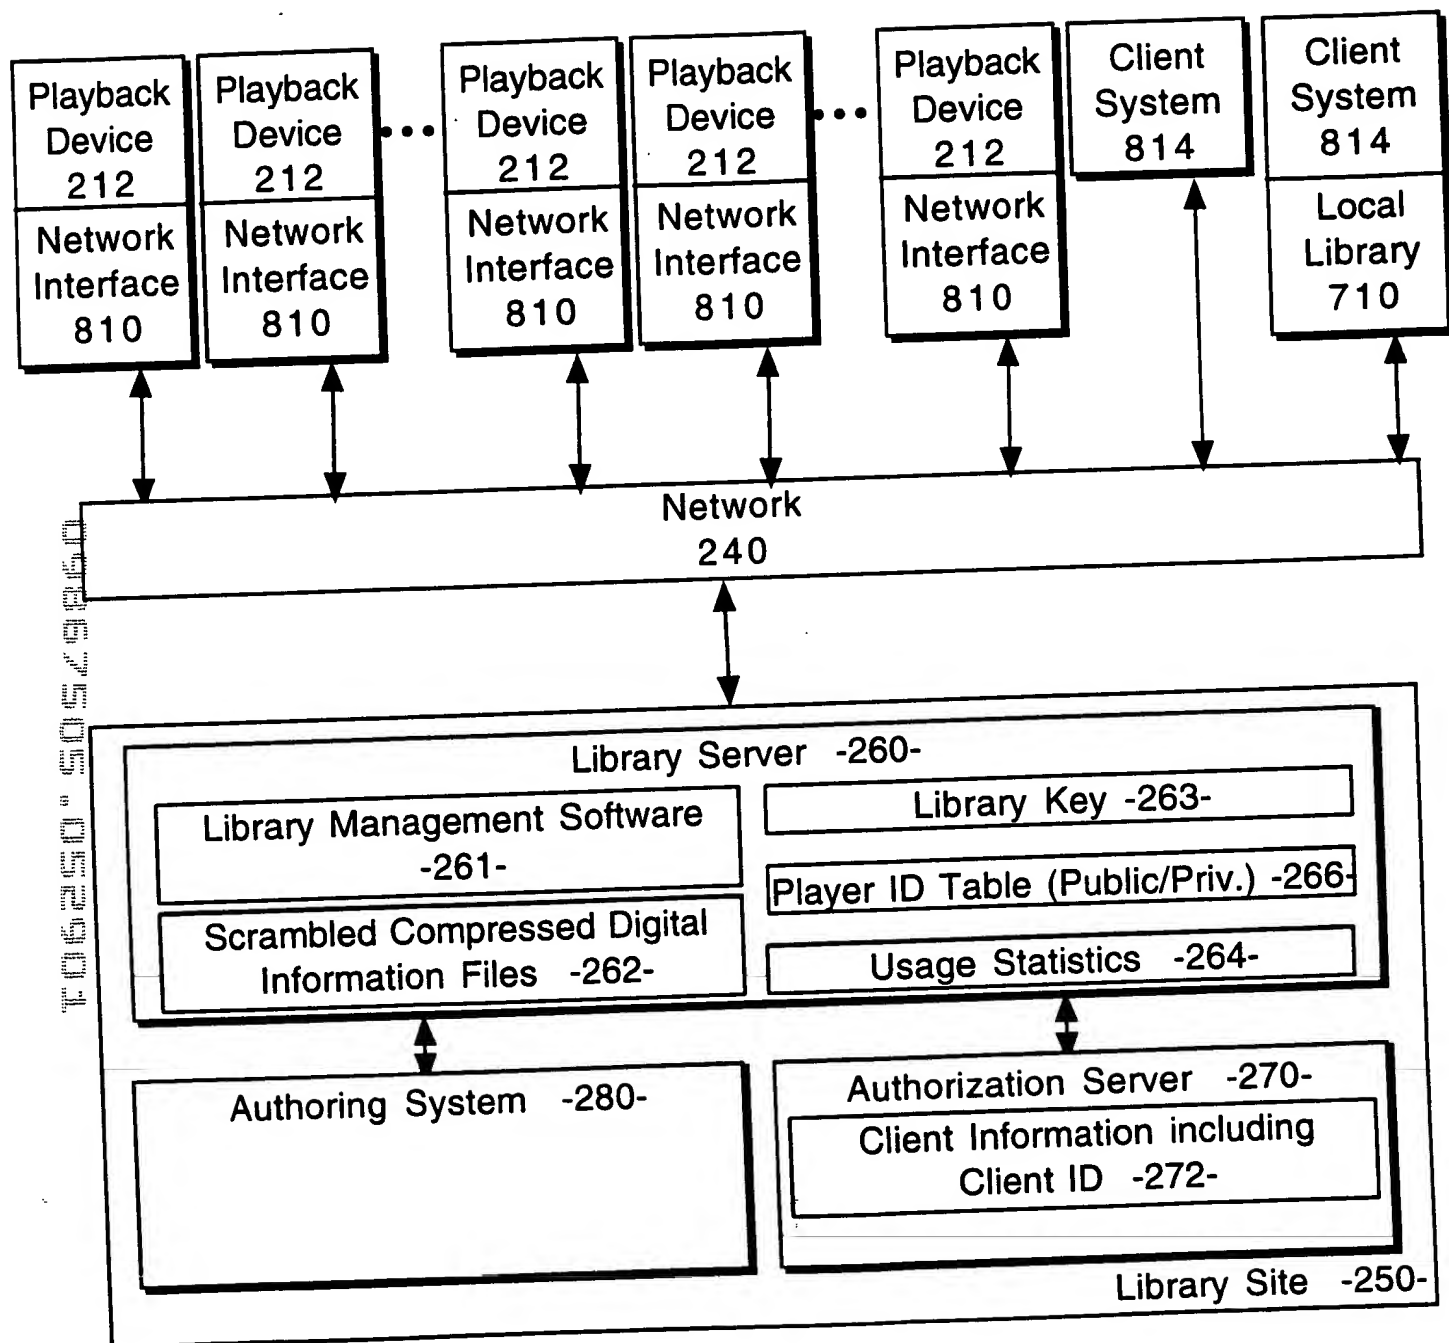 Playback
Device
212
Network
Interface
810
Playback
Device
212
Network
Interface
810
Playback
Device
212
Network
Interface
810
Playback
Device
212
Network
Interface
810
Playback
Device
212
Network
Interface
810
Client
System
814
Client
System
814
Local
Library
710
Network
240
Library Server -260-
Library Management Software
-261-
Scrambled Compressed Digital
Information Files -262-
Library Key -263-
Player ID Table (Public/Priv.) -266-
Usage Statistics -264-
Authoring System -280-
Authorization Server -270-
Client Information including
Client ID -272-
Library Site -250-